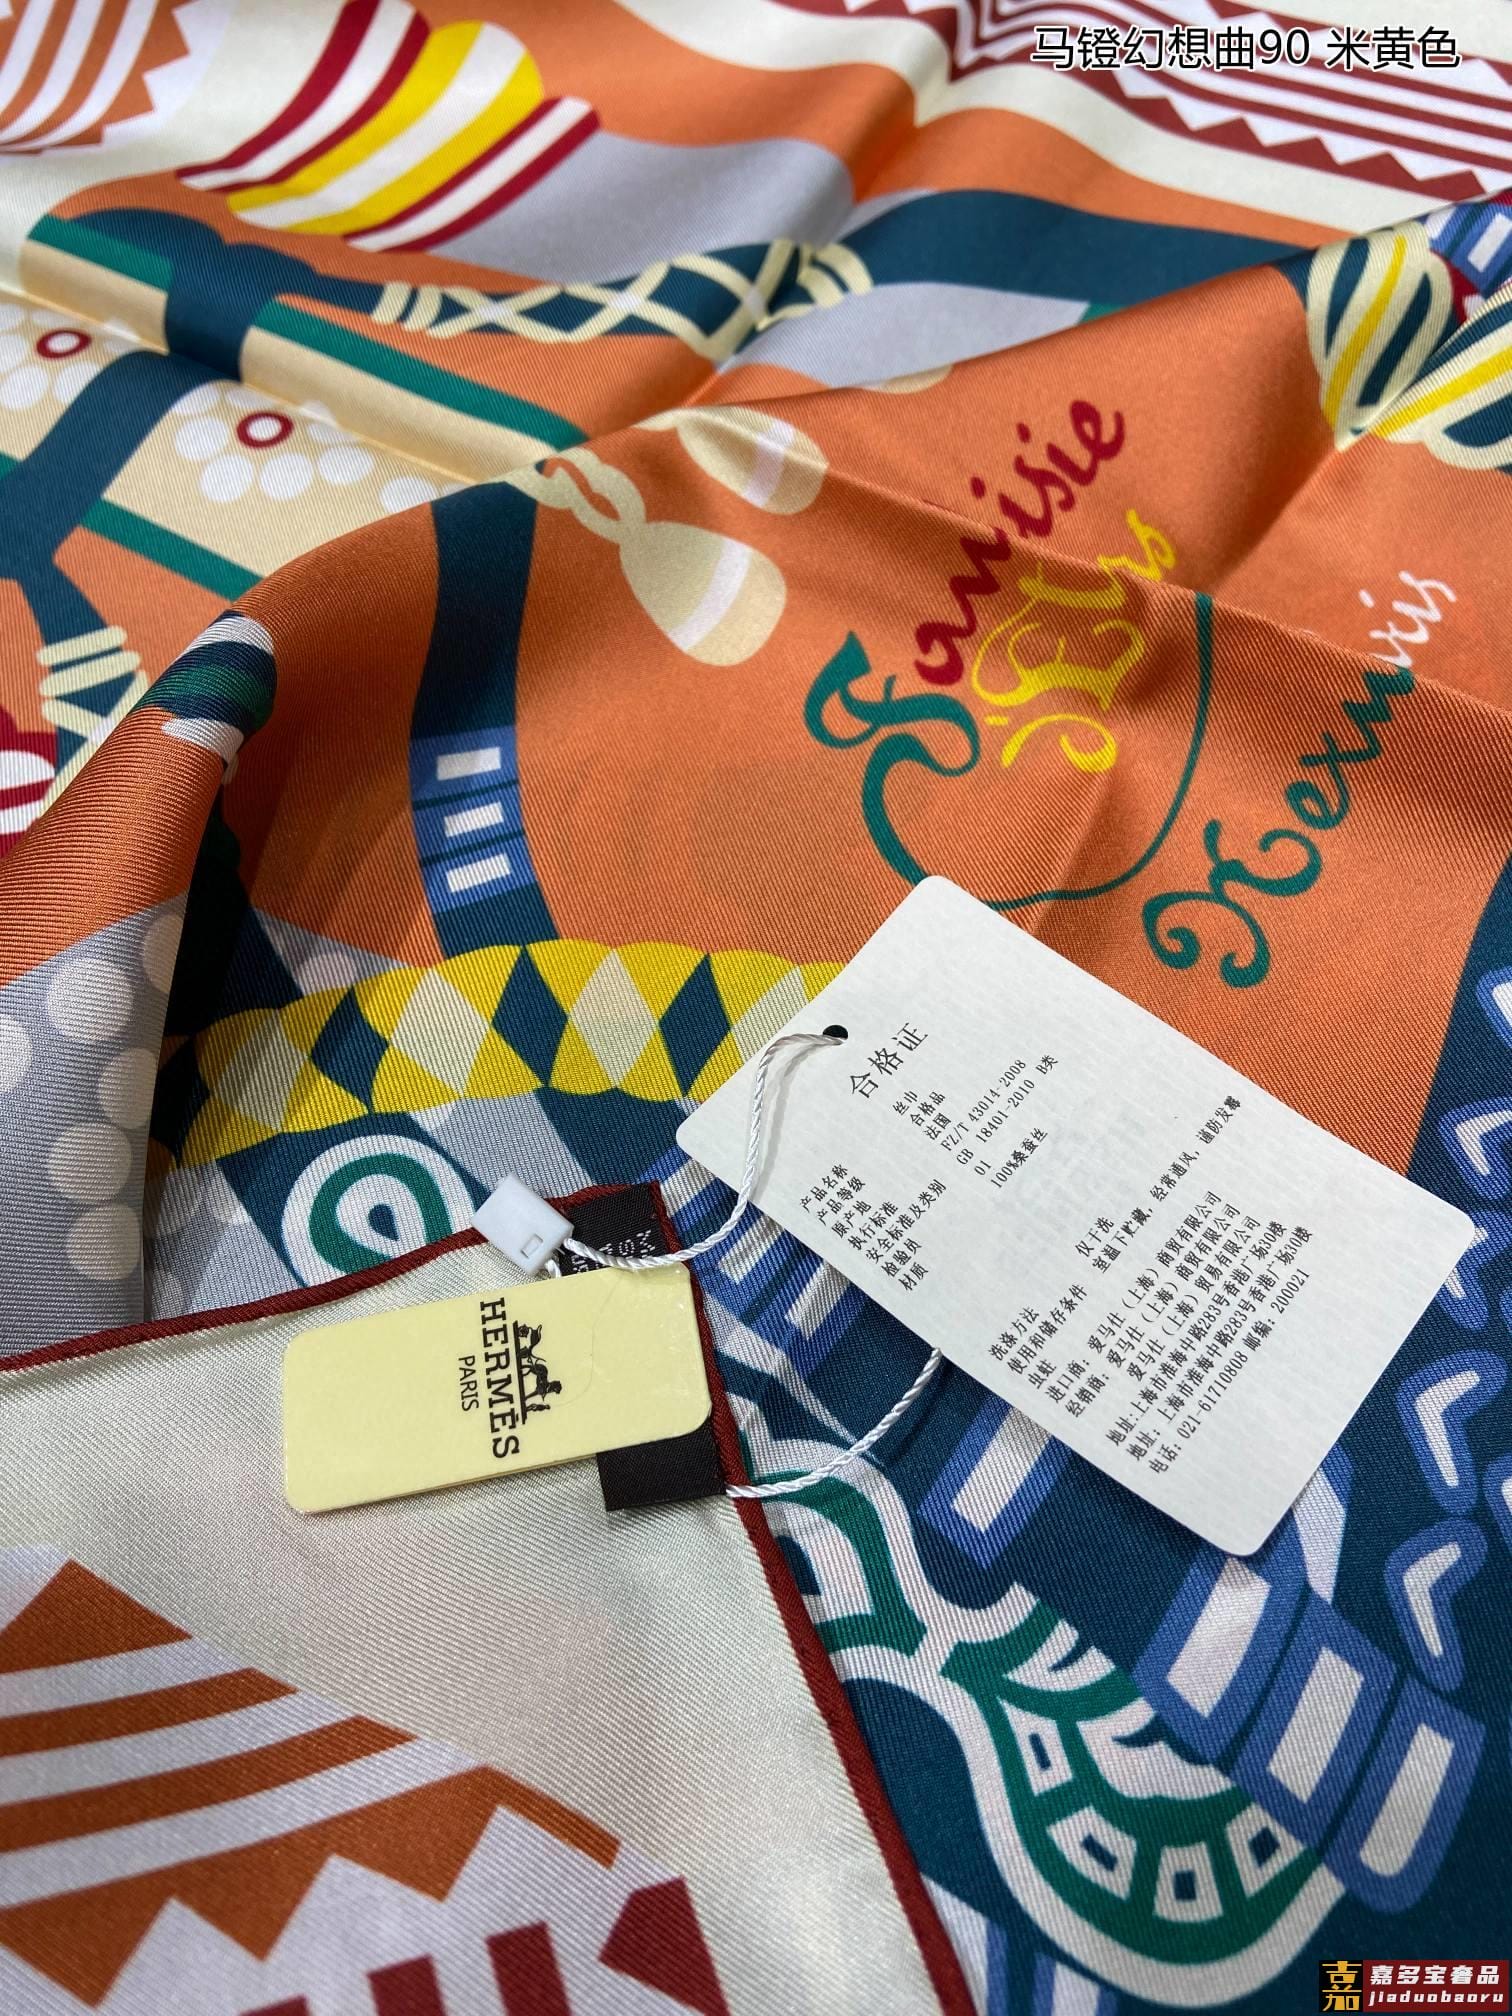 马镫幻想曲90 米黄色
Fantaisie
d'Etriers
Hermès
合格证
产品名称 丝巾
产品等级 合格品
原产地 法国
执行标准 FZ/T 43014-2008
安全标准及类别 GB 18401-2010 B类
检验员 01
材质 100%桑蚕丝
洗涤方法 仅干洗
使用和储存条件 室温下贮藏，经常通风，谨防发霉
虫蛀
进口商: 爱马仕（上海）商贸有限公司
经销商: 爱马仕（上海）商贸有限公司
爱马仕（上海）贸易有限公司
地址:上海市淮海中路283号香港广场30楼
地址: 上海市淮海中路283号香港广场30楼
电话: 021-61710808 邮编: 200021
HERMÈS
PARIS
吉茄
嘉多宝奢品
jiaduobaoru